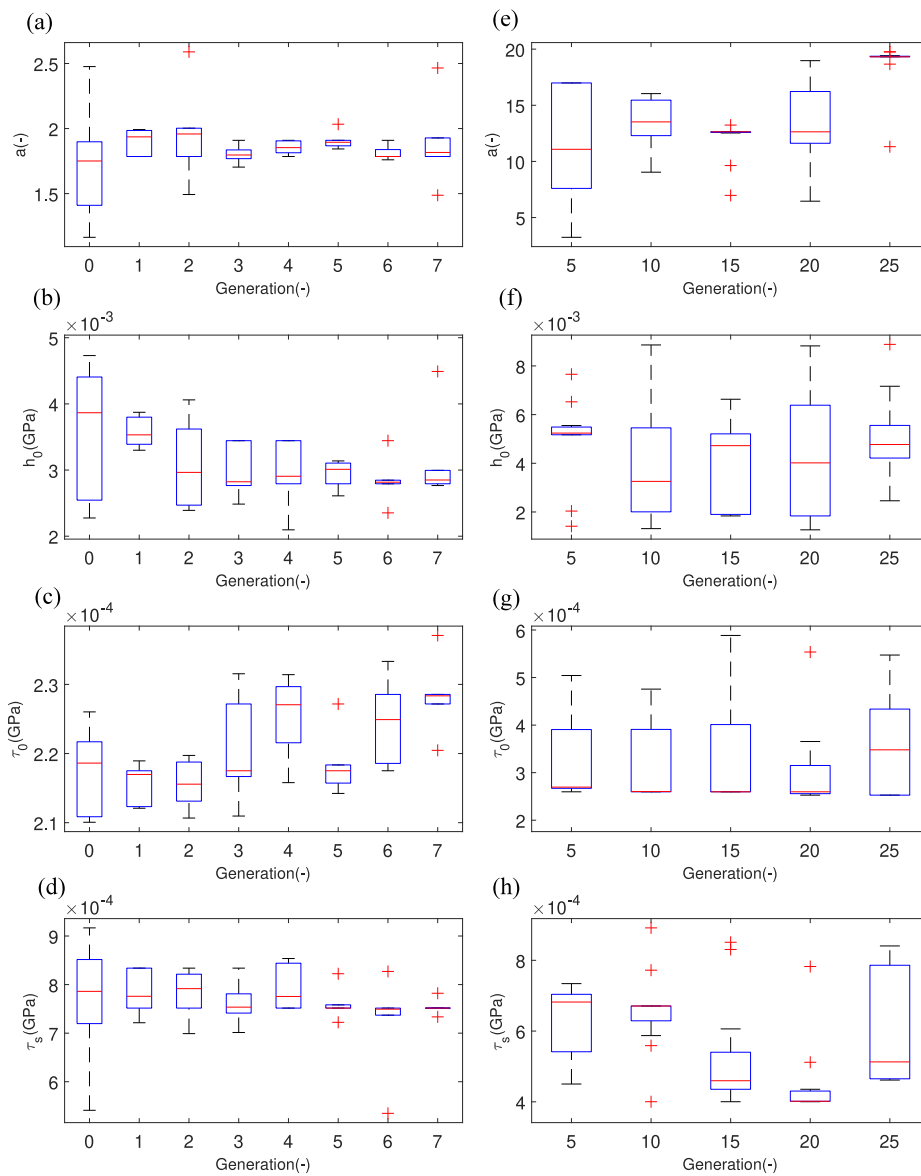 (a)
2.5
2
1.5
a(-)
0 1 2 3 4 5 6 7
Generation(-)
(e)
20
15
10
5
a(-)
5 10 15 20 25
Generation(-)
(b)
×10⁻³
5
4
3
2
h₀(GPa)
0 1 2 3 4 5 6 7
Generation(-)
(f)
×10⁻³
8
6
4
2
h₀(GPa)
5 10 15 20 25
Generation(-)
(c)
×10⁻⁴
2.3
2.2
2.1
τ₀(GPa)
0 1 2 3 4 5 6 7
Generation(-)
(g)
×10⁻⁴
6
5
4
3
2
τ₀(GPa)
5 10 15 20 25
Generation(-)
(d)
×10⁻⁴
9
8
7
6
τₛ(GPa)
0 1 2 3 4 5 6 7
Generation(-)
(h)
×10⁻⁴
8
6
4
τₛ(GPa)
5 10 15 20 25
Generation(-)